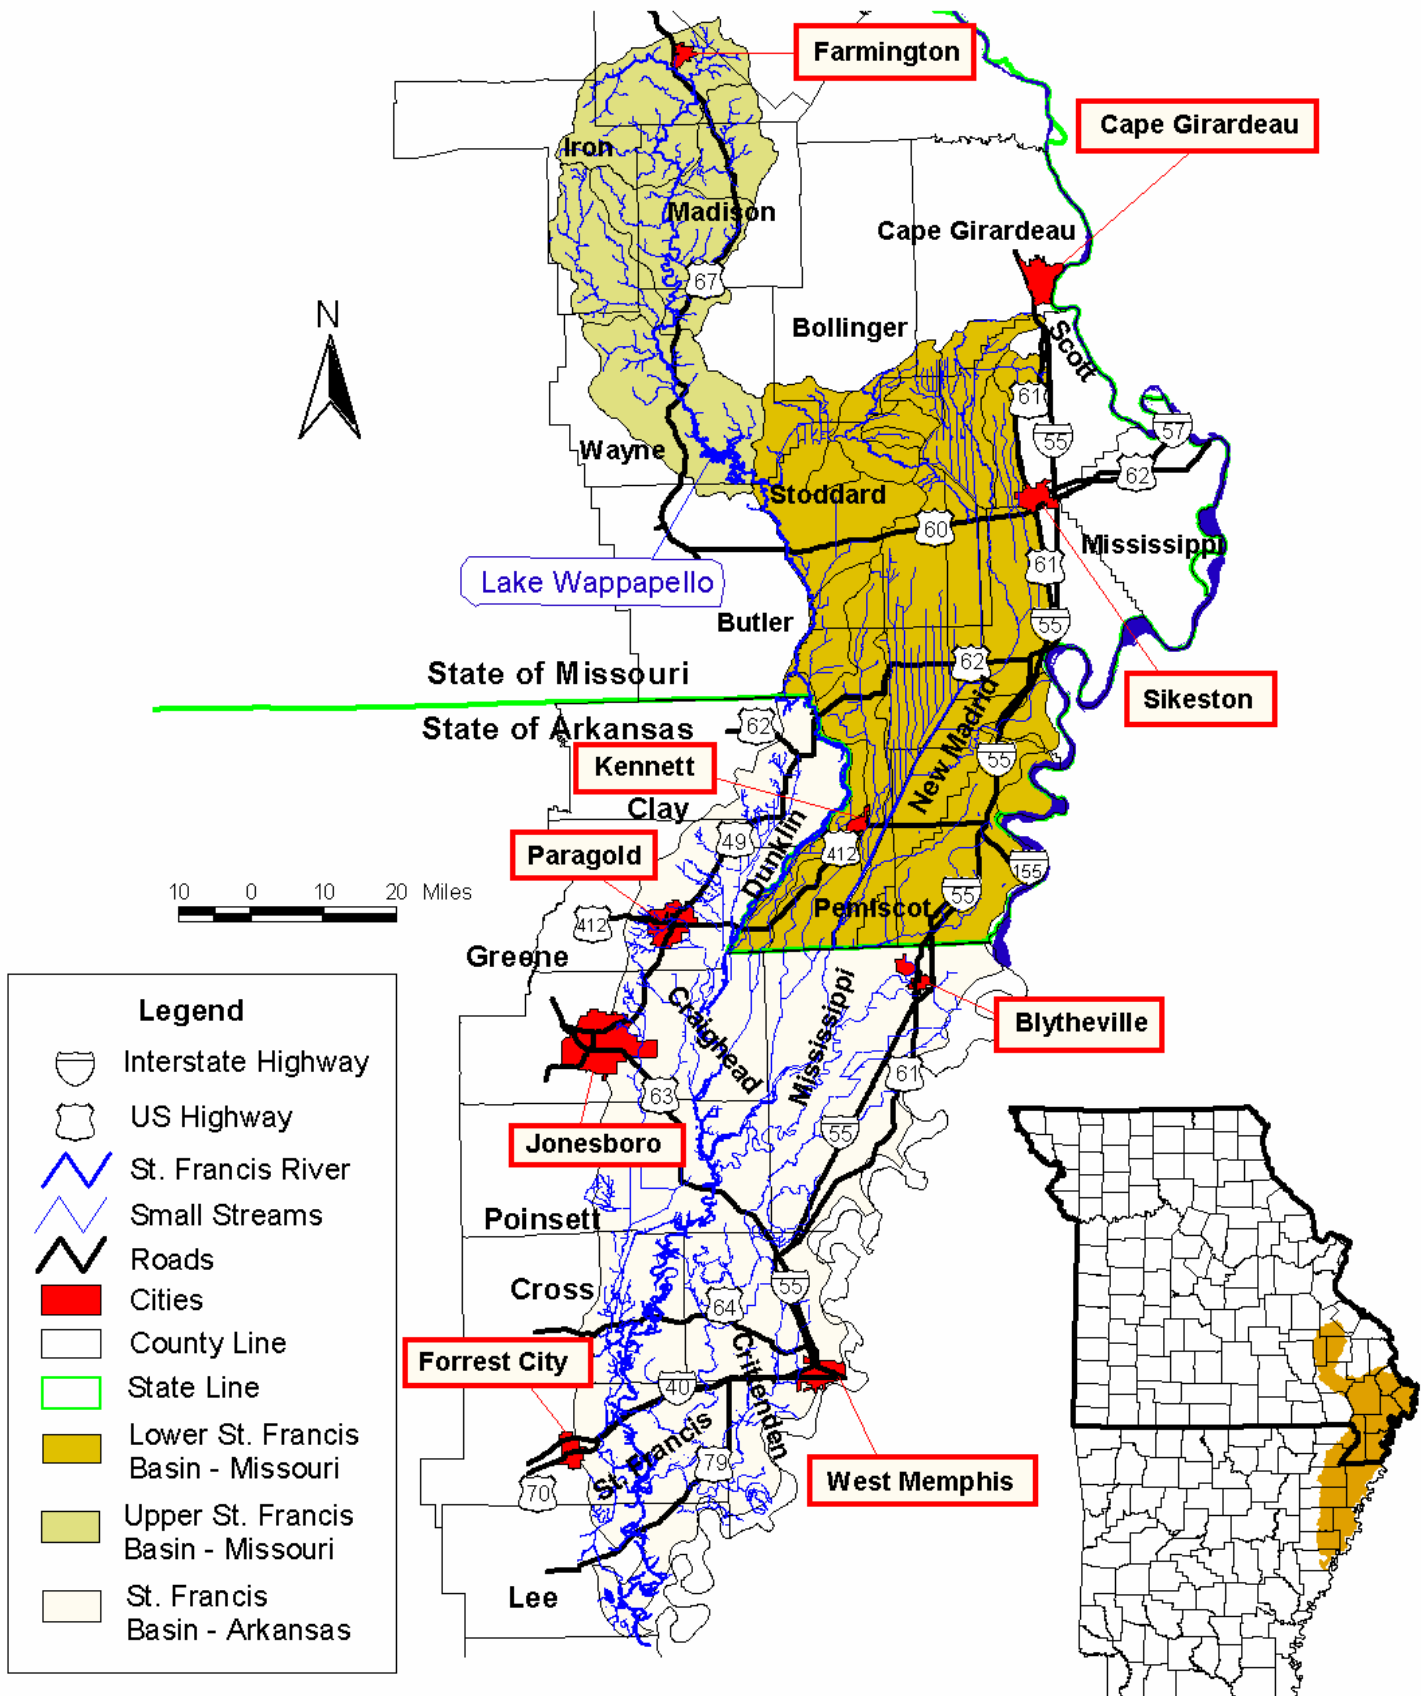 Farmington
Cape Girardeau
Iron
Madison
Cape Girardeau
67
N
Bollinger
Scott
61
55
57
62
Wayne
Stoddard
60
Mississippi
61
Lake Wappapello
55
Butler
State of Missouri
62
Sikeston
State of Arkansas
62
New Madrid
55
Kennett
Clay
49
Dunklin
412
155
Paragold
10 0 10 20 Miles
55
Pemiscot
412
Greene
Craighead
Mississippi
Blytheville
61
63
55
Jonesboro
Poinsett
Cross
55
64
Crittenden
Forrest City
40
St. Francis
79
70
West Memphis
Lee
Legend
Interstate Highway
US Highway
St. Francis River
Small Streams
Roads
Cities
County Line
State Line
Lower St. Francis
Basin - Missouri
Upper St. Francis
Basin - Missouri
St. Francis
Basin - Arkansas